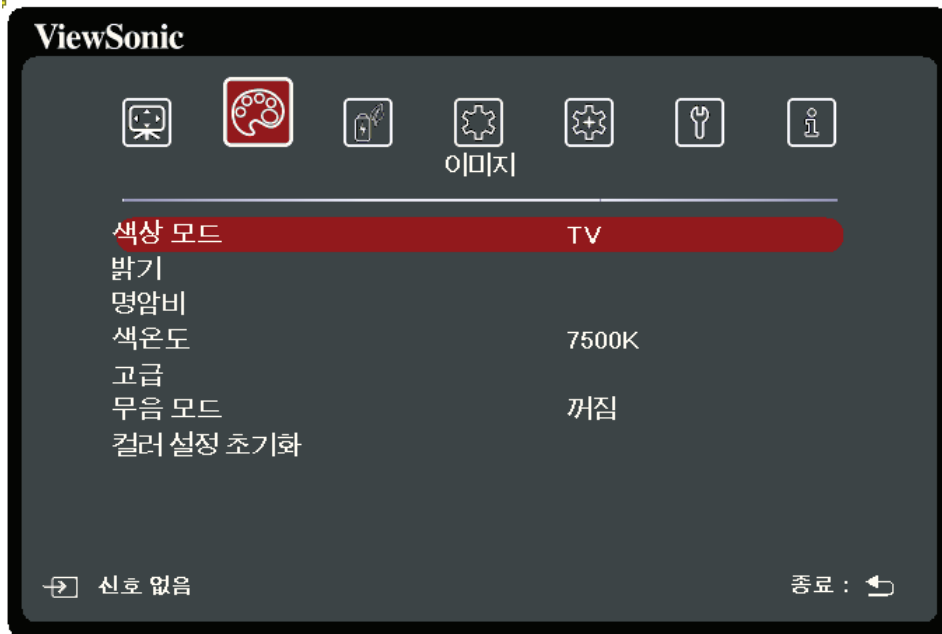 ViewSonic
이미지
색상 모드 TV
밝기
명암비
색온도 7500K
고급
무음 모드 꺼짐
컬러 설정 초기화
신호 없음 종료 :